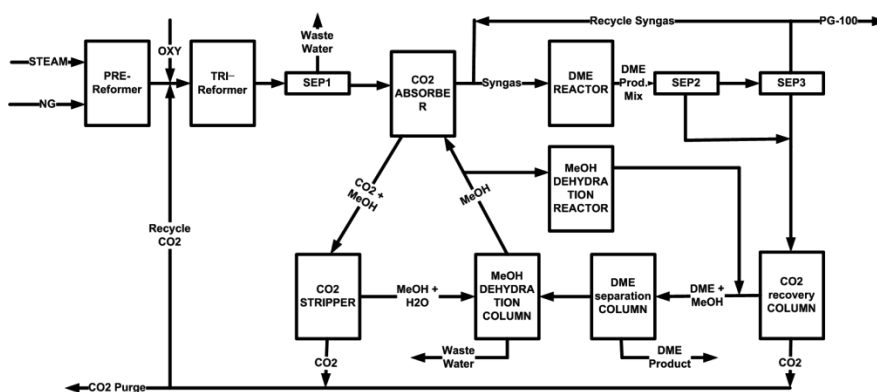 Recycle Syngas
PG-100
Waste
Water
OXY
STEAM
NG
PRE-
Reformer
TRI-
Reformer
SEP1
CO2
ABSORBE
R
Syngas
DME
REACTOR
DME
Prod.
Mix
SEP2
SEP3
CO2 +
MeOH
MeOH
MeOH
DEHYDRA
TION
REACTOR
Recycle
CO2
CO2
STRIPPER
MeOH +
H2O
MeOH
DEHYDRA
TION
COLUMN
DME
separation
COLUMN
DME +
MeOH
CO2
recovery
COLUMN
CO2
Waste
Water
DME
Product
CO2
CO2 Purge